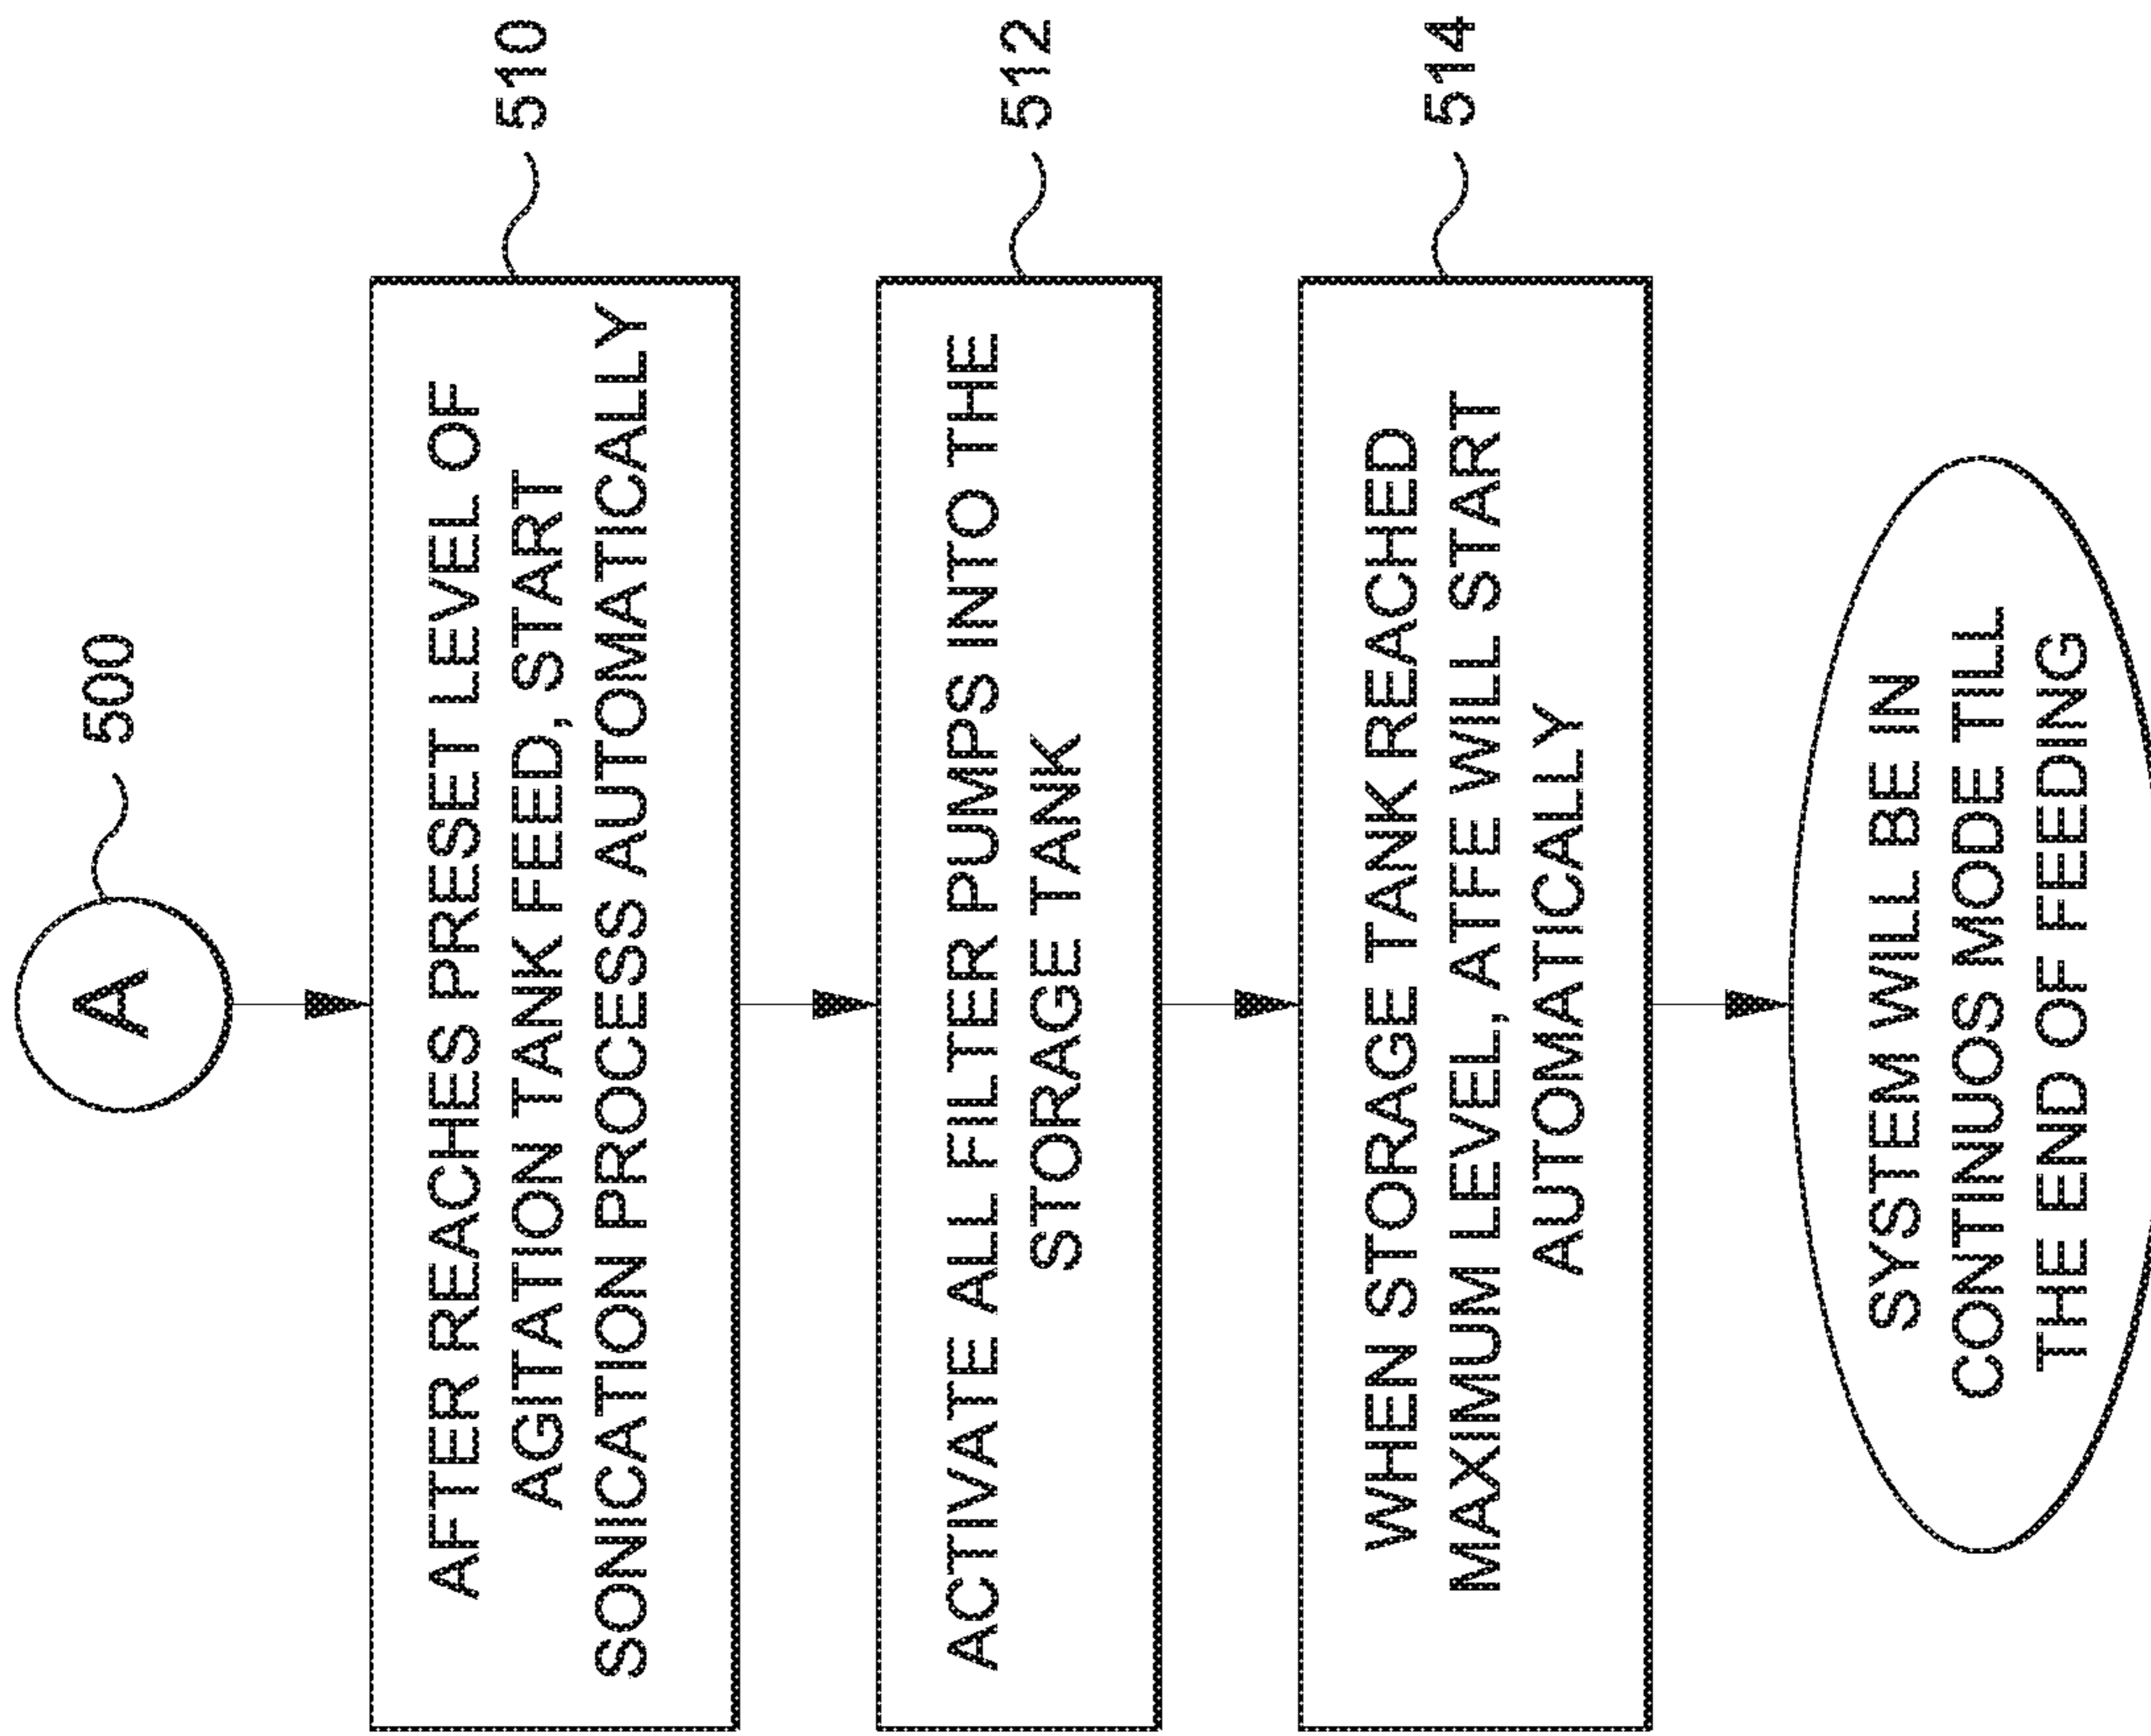 A
500
AFTER REACHES PRESET LEVEL OF
AGITATION TANK FEED, START
SONICATION PROCESS AUTOMATICALLY
510
ACTIVATE ALL FILTER PUMPS INTO THE
STORAGE TANK
512
WHEN STORAGE TANK REACHED
MAXIMUM LEVEL, ATFE WILL START
AUTOMATICALLY
514
SYSTEM WILL BE IN
CONTINUOS MODE TILL
THE END OF FEEDING